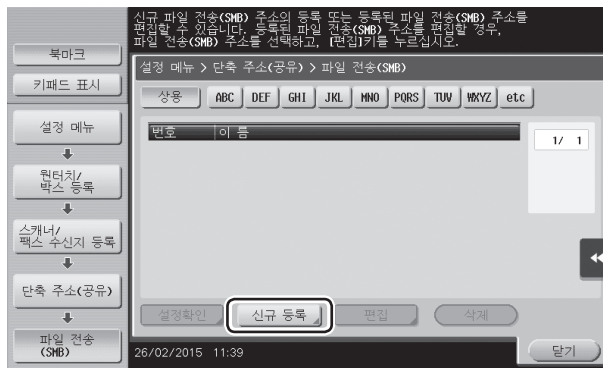 신규 파일 전송(SMB) 주소의 등록 또는 등록된 파일 전송(SMB) 주소를
편집할 수 있습니다. 등록된 파일 전송(SMB) 주소를 편집할 경우,
파일 전송(SMB) 주소를 선택하고, [편집]키를 누르십시오.
북마크
키패드 표시
설정 메뉴
원터치/
박스 등록
스캐너/
팩스 수신지 등록
단축 주소(공유)
파일 전송
(SMB)
설정 메뉴 > 단축 주소(공유) > 파일 전송(SMB)
상용 ABC DEF GHI JKL MNO PQRS TUV WXYZ etc
번호 이 름
1/ 1
설정확인 신규 등록 편집 삭제
26/02/2015 11:39
닫기